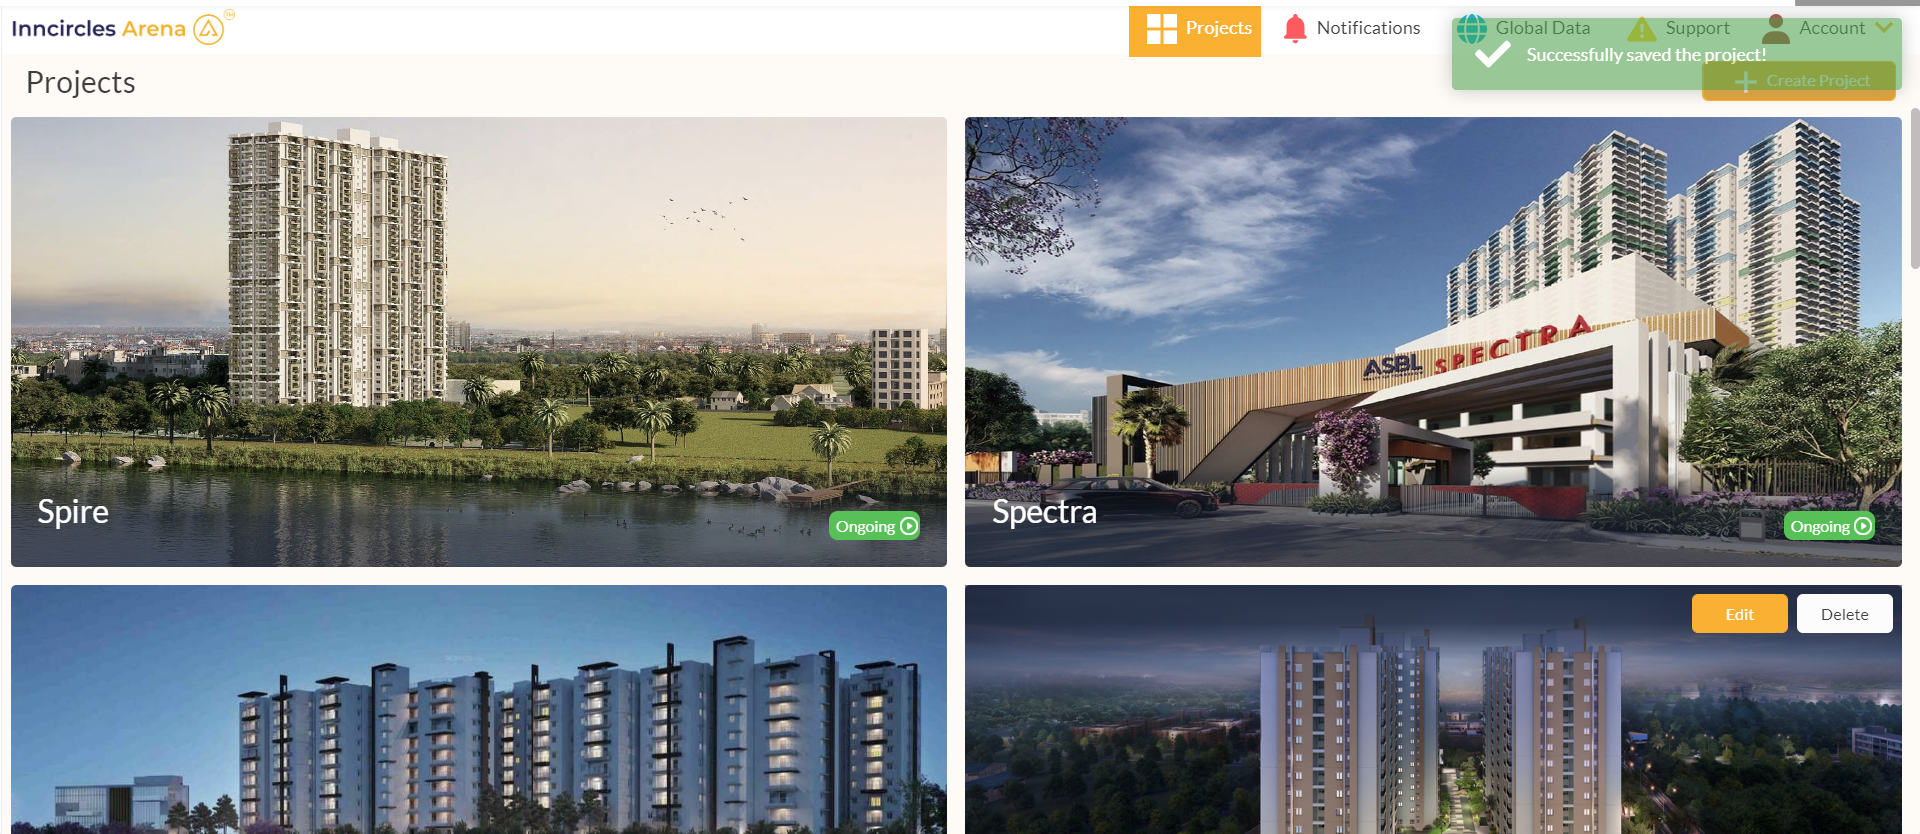 Inncircles Arena TM
Projects
Notifications
Global Data
Support
Account
Successfully saved the project!
Projects
Create Project
ASBL SPECTRA
Spire
Ongoing
Spectra
Ongoing
Edit
Delete